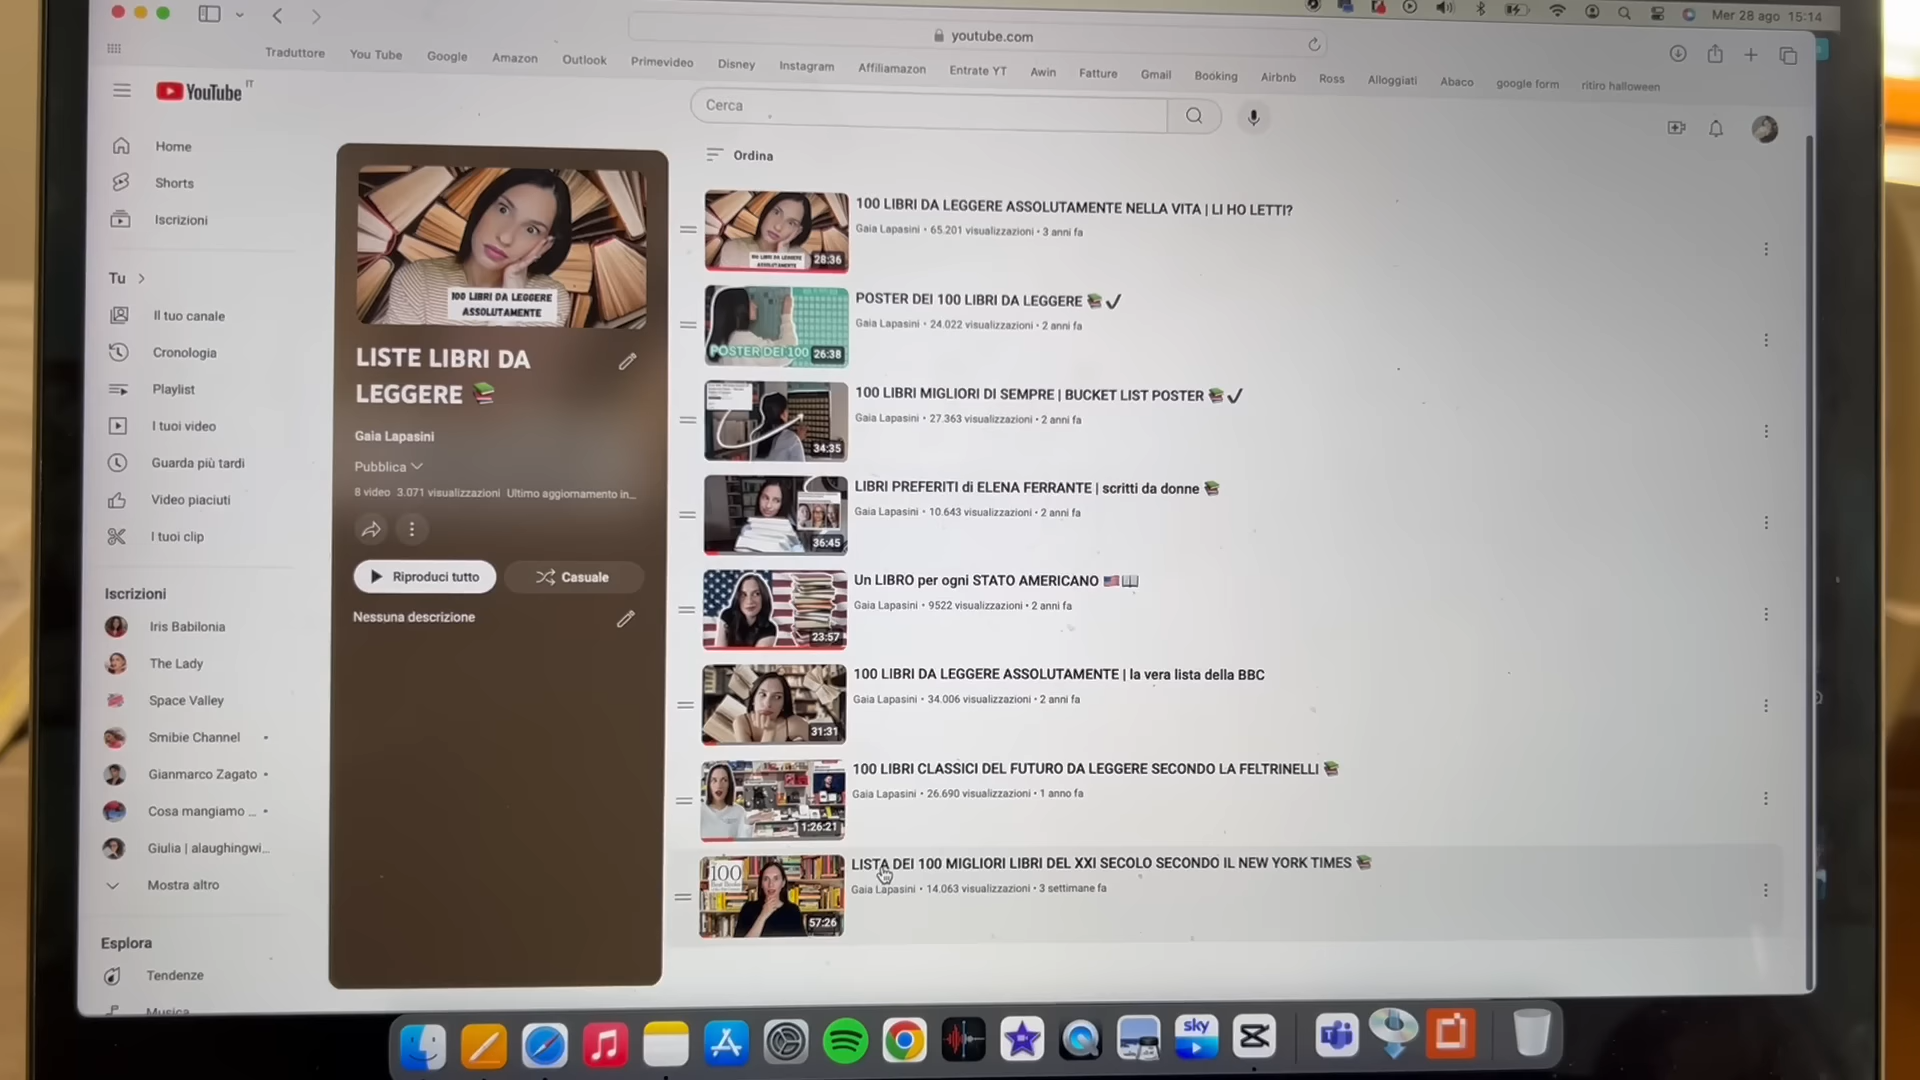 youtube.com
Mer 28 ago 15:14
Traduttore You Tube Google Amazon Outlook Primevideo Disney Instagram Affiliamazon Entrate YT Awin Fatture Gmail Booking Airbnb Ross Alloggiati Abaco google form ritiro halloween
YouTube IT
Cerca
Home
Shorts
Iscrizioni
Tu
Il tuo canale
Cronologia
Playlist
I tuoi video
Guarda più tardi
Video piaciuti
I tuoi clip
Iscrizioni
Iris Babilonia
The Lady
Space Valley
Smibie Channel
Gianmarco Zagato
Cosa mangiamo ...
Giulia | alaughingwi...
Mostra altro
Esplora
Tendenze
Musica
100 LIBRI DA LEGGERE
ASSOLUTAMENTE
LISTE LIBRI DA
LEGGERE 📚
Gaia Lapasini
Pubblica
8 video 3.071 visualizzazioni Ultimo aggiornamento in...
Riproduci tutto Casuale
Nessuna descrizione
Ordina
100 LIBRI DA LEGGERE ASSOLUTAMENTE NELLA VITA | LI HO LETTI?
Gaia Lapasini • 65.201 visualizzazioni • 3 anni fa
100 LIBRI DA LEGGERE
ASSOLUTAMENTE
28:36
POSTER DEI 100 LIBRI DA LEGGERE 📚✔
Gaia Lapasini • 24.022 visualizzazioni • 2 anni fa
POSTER DEI 100
26:38
100 LIBRI MIGLIORI DI SEMPRE | BUCKET LIST POSTER 📚✔
Gaia Lapasini • 27.363 visualizzazioni • 2 anni fa
34:35
LIBRI PREFERITI di ELENA FERRANTE | scritti da donne 📚
Gaia Lapasini • 10.643 visualizzazioni • 2 anni fa
36:45
Un LIBRO per ogni STATO AMERICANO 🇺🇸📖
Gaia Lapasini • 9522 visualizzazioni • 2 anni fa
23:57
100 LIBRI DA LEGGERE ASSOLUTAMENTE | la vera lista della BBC
Gaia Lapasini • 34.006 visualizzazioni • 2 anni fa
31:31
100 LIBRI CLASSICI DEL FUTURO DA LEGGERE SECONDO LA FELTRINELLI 📚
Gaia Lapasini • 26.690 visualizzazioni • 1 anno fa
1:26:21
LISTA DEI 100 MIGLIORI LIBRI DEL XXI SECOLO SECONDO IL NEW YORK TIMES 📚
Gaia Lapasini • 14.063 visualizzazioni • 3 settimane fa
100
57:26
sky